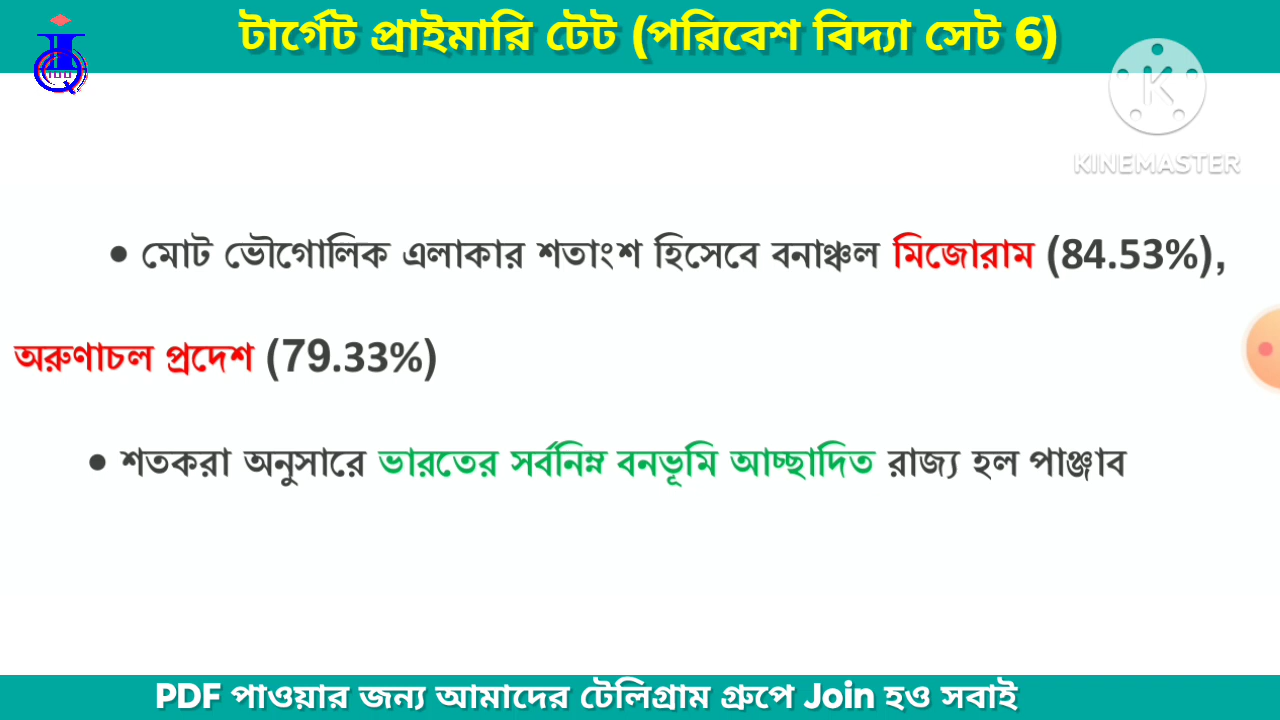 টার্গেট প্রাইমারি টেট (পরিবেশ বিদ্যা সেট 6)
KINEMASTER
• মোট ভৌগোলিক এলাকার শতাংশ হিসেবে বনাঞ্চল মিজোরাম (84.53%),
অরুণাচল প্রদেশ (79.33%)
• শতকরা অনুসারে ভারতের সর্বনিম্ন বনভূমি আচ্ছাদিত রাজ্য হল পাঞ্জাব
PDF পাওয়ার জন্য আমাদের টেলিগ্রাম গ্রুপে Join হও সবাই